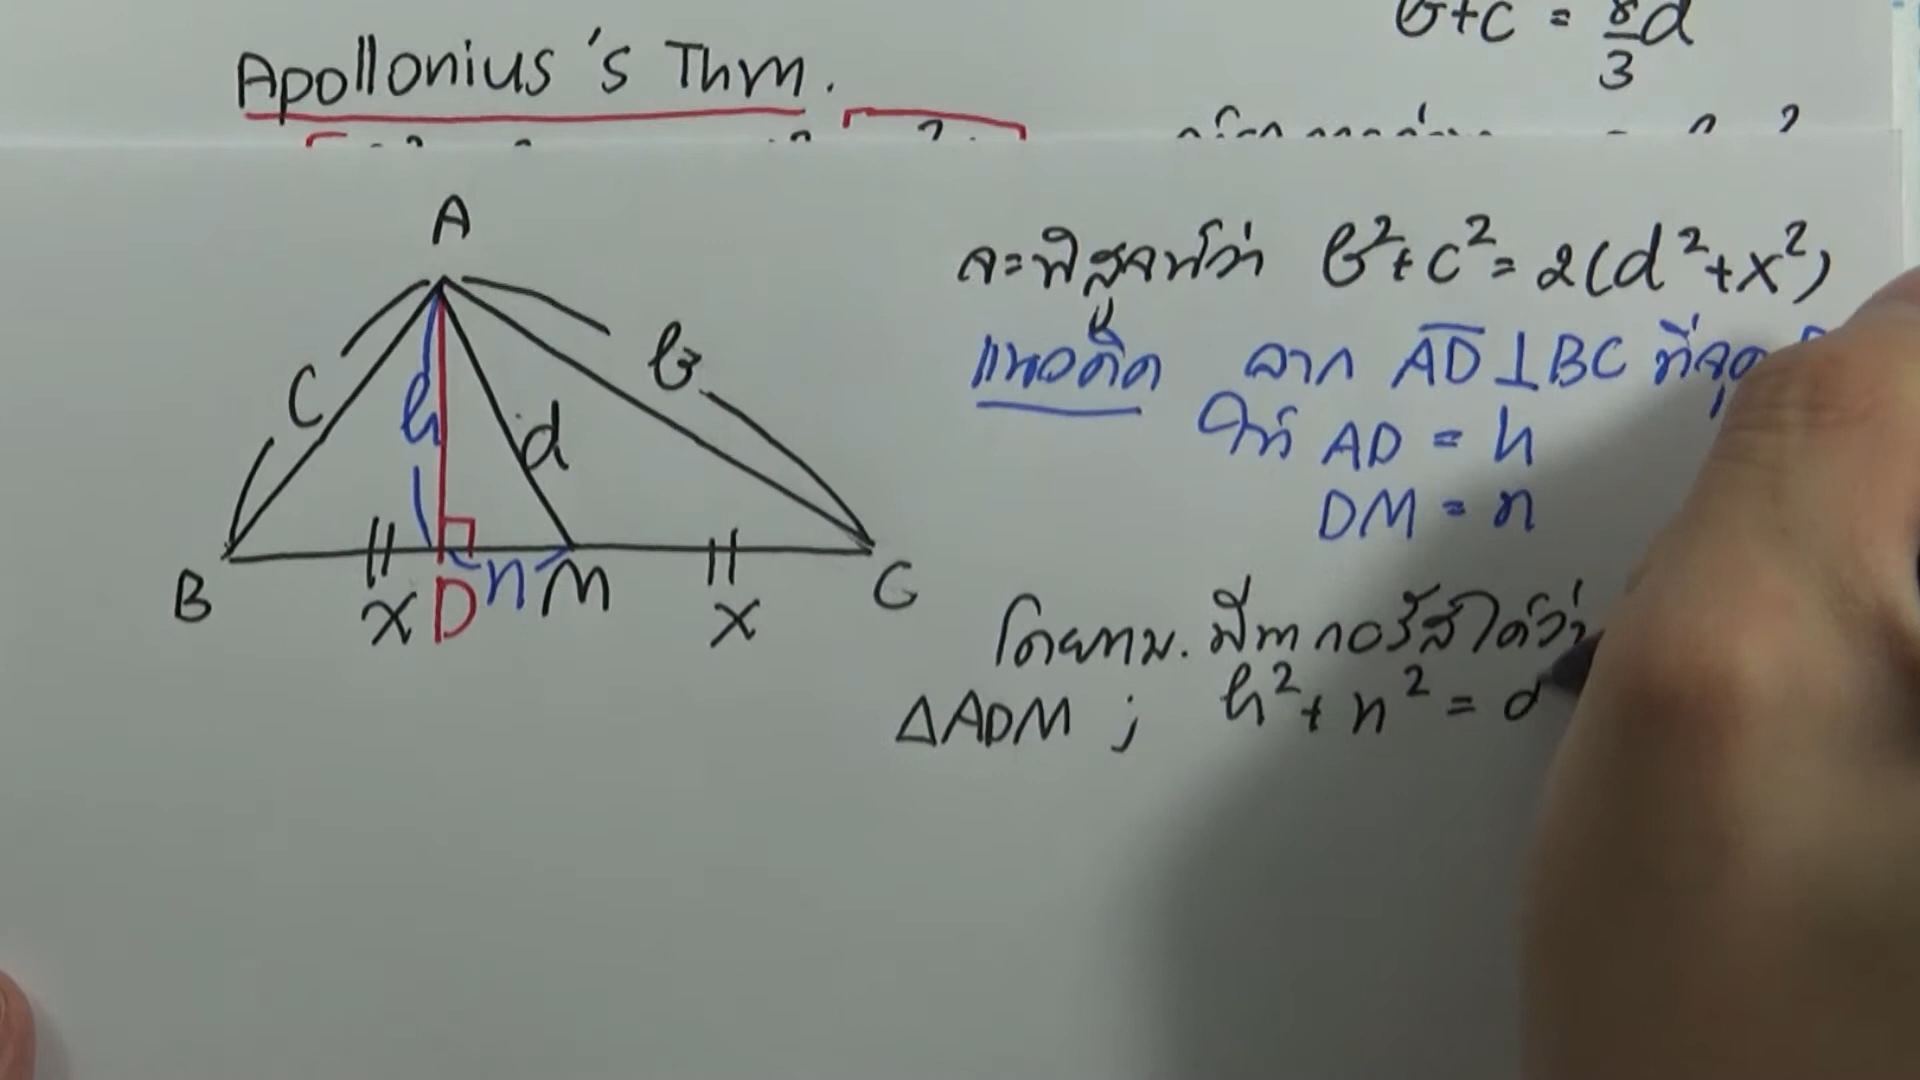 Apollonius's Thm.
b+c = 8/3 d
A
c
h
d
b
B
x
D
n
M
x
C
จะพิสูจน์ว่า b²+c²=2(d²+x²)
แนวคิด ลาก AD⊥BC ที่จุด
ให้ AD = h
DM = n
โดยทบ. พีทาโกรัสได้ว่า
△ADM ; h²+n² = d